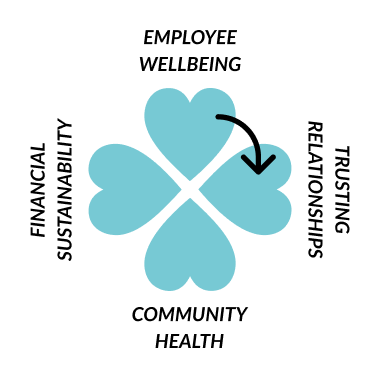 EMPLOYEE
WELLBEING
FINANCIAL
SUSTAINABILITY
TRUSTING
RELATIONSHIPS
COMMUNITY
HEALTH